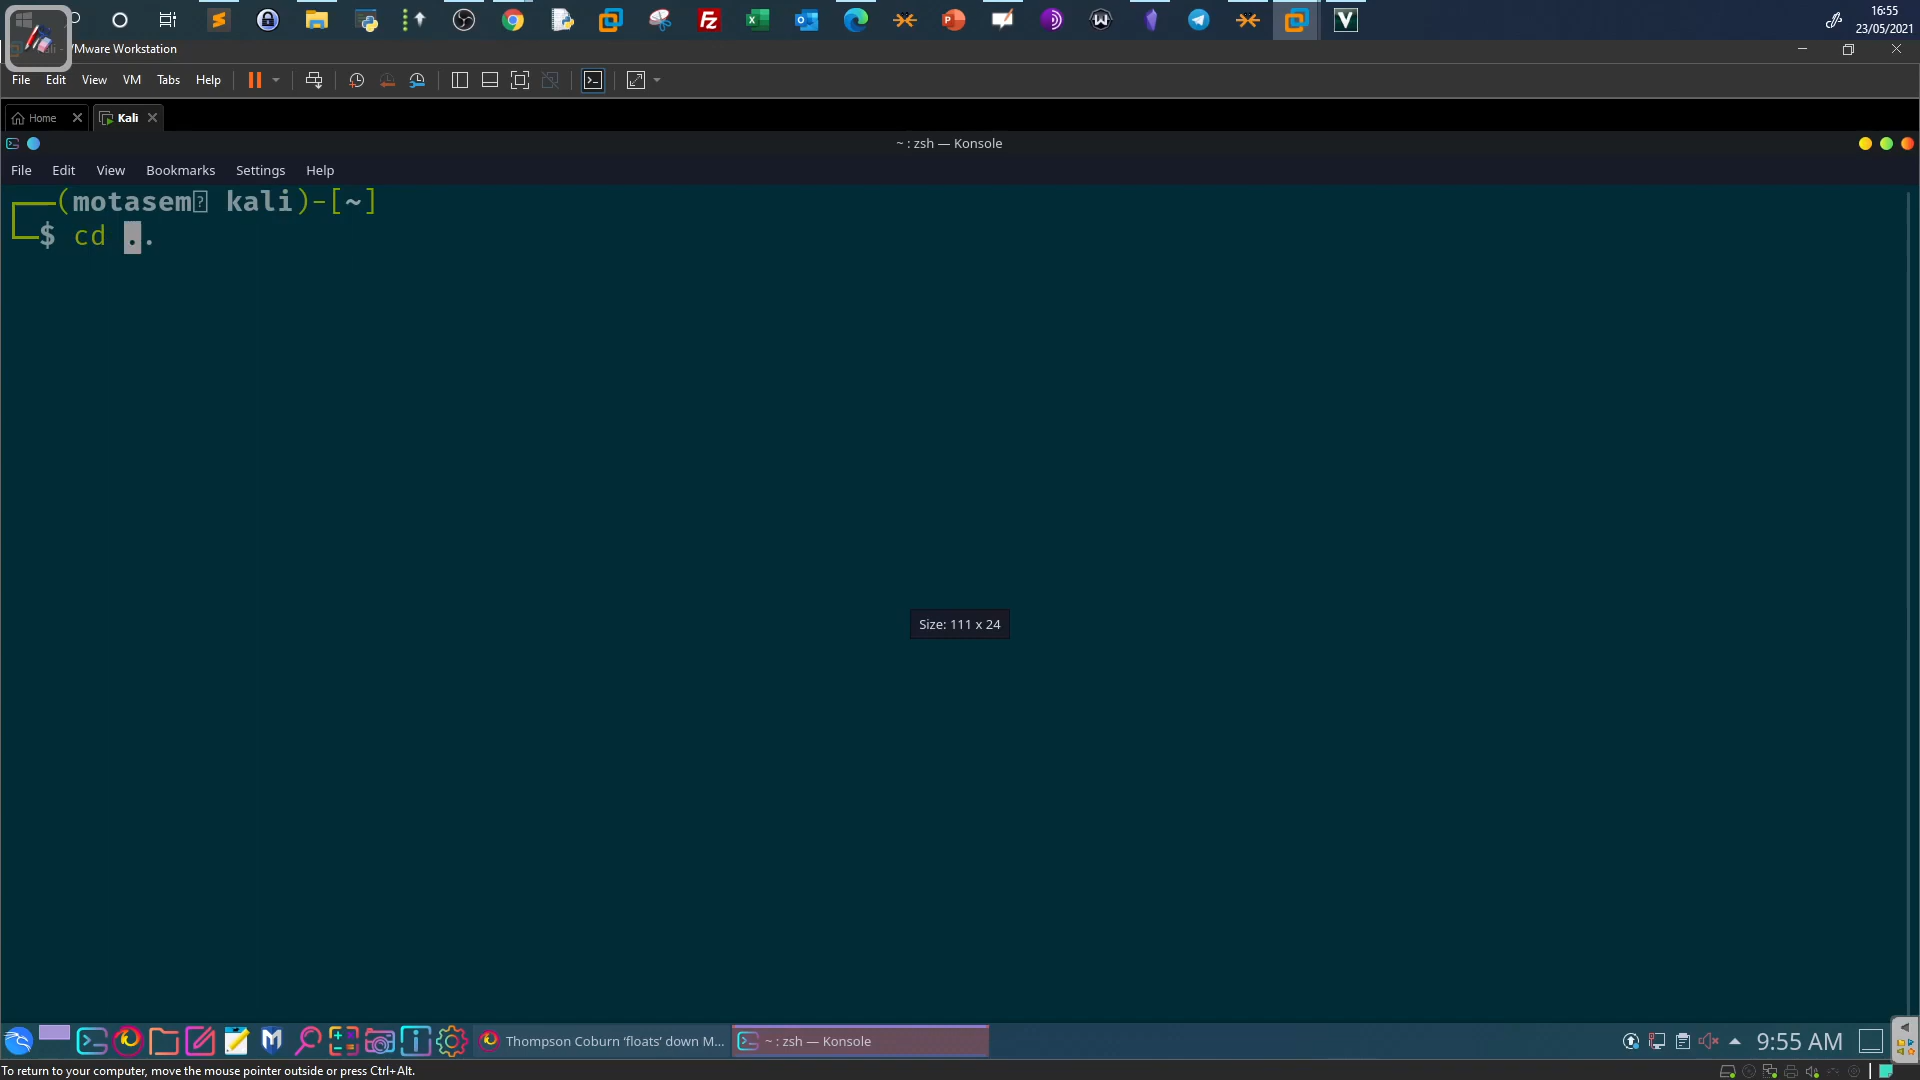 16:55
23/05/2021
VMware Workstation
File Edit View VM Tabs Help
Home Kali
~ : zsh — Konsole
File Edit View Bookmarks Settings Help
(motasem kali)-[~]
$ cd ..
Size: 111 x 24
Thompson Coburn ‘floats’ down M...
~ : zsh — Konsole
9:55 AM
To return to your computer, move the mouse pointer outside or press Ctrl+Alt.